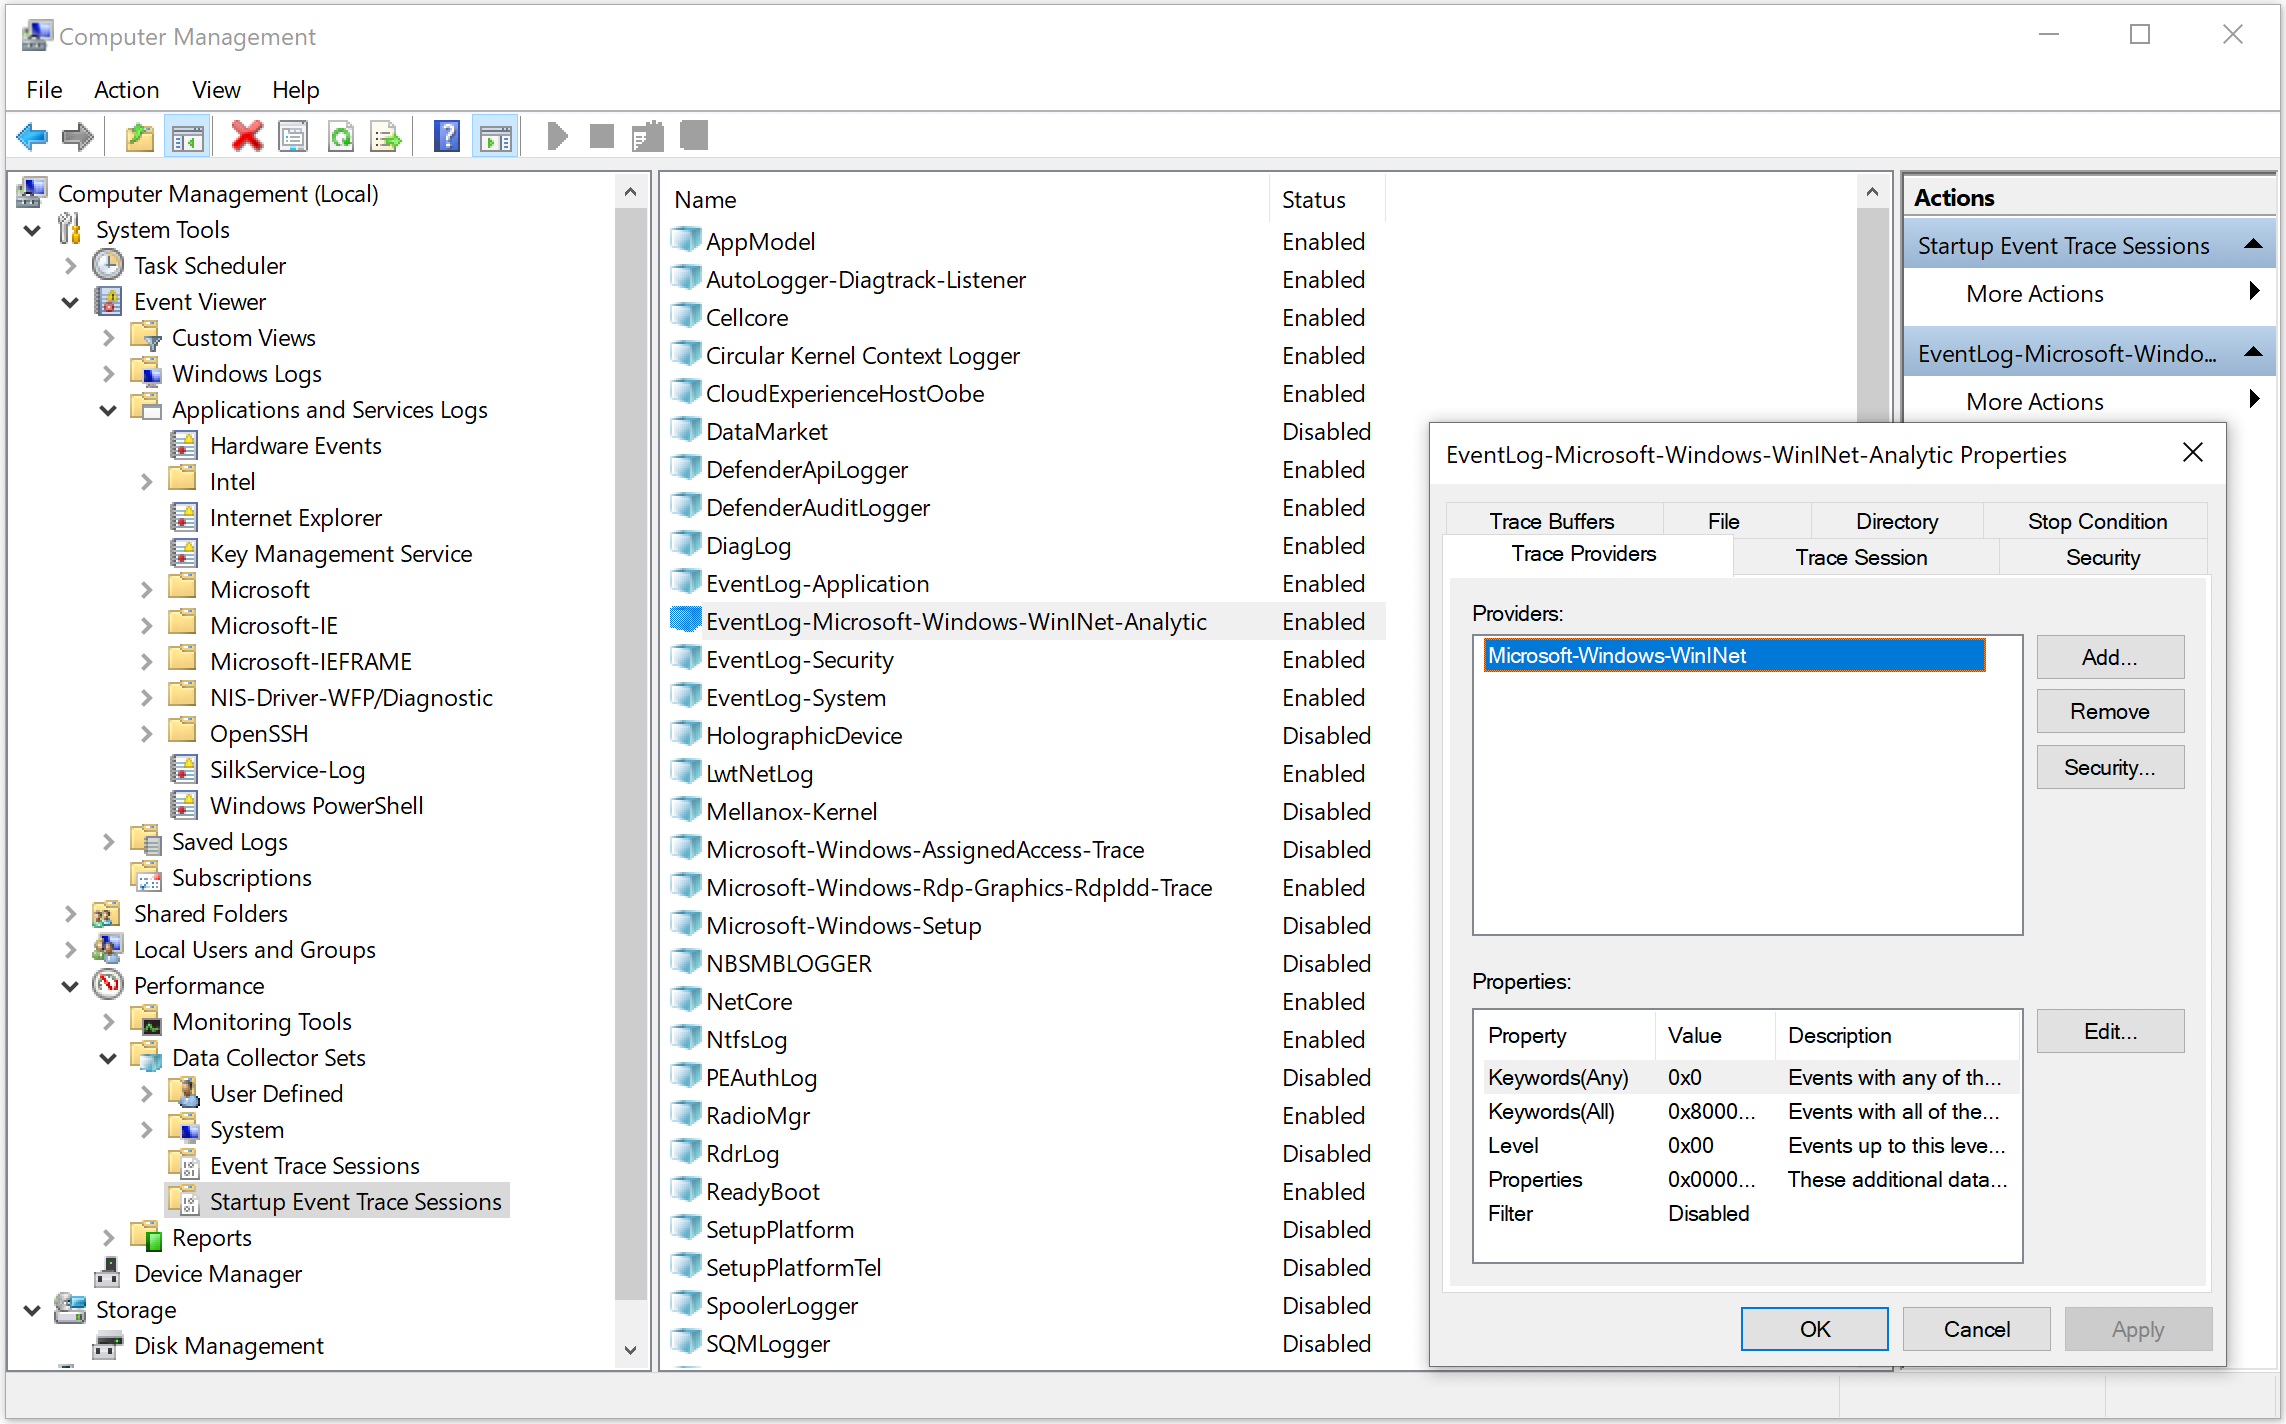 Computer Management
File Action View Help
Computer Management (Local)
System Tools
Task Scheduler
Event Viewer
Custom Views
Windows Logs
Applications and Services Logs
Hardware Events
Intel
Internet Explorer
Key Management Service
Microsoft
Microsoft-IE
Microsoft-IEFRAME
NIS-Driver-WFP/Diagnostic
OpenSSH
SilkService-Log
Windows PowerShell
Saved Logs
Subscriptions
Shared Folders
Local Users and Groups
Performance
Monitoring Tools
Data Collector Sets
User Defined
System
Event Trace Sessions
Startup Event Trace Sessions
Reports
Device Manager
Storage
Disk Management
Name Status
AppModel Enabled
AutoLogger-Diagtrack-Listener Enabled
Cellcore Enabled
Circular Kernel Context Logger Enabled
CloudExperienceHostOobe Enabled
DataMarket Disabled
DefenderApiLogger Enabled
DefenderAuditLogger Enabled
DiagLog Enabled
EventLog-Application Enabled
EventLog-Microsoft-Windows-WinINet-Analytic Enabled
EventLog-Security Enabled
EventLog-System Enabled
HolographicDevice Disabled
LwtNetLog Enabled
Mellanox-Kernel Disabled
Microsoft-Windows-AssignedAccess-Trace Disabled
Microsoft-Windows-Rdp-Graphics-RdpIdd-Trace Enabled
Microsoft-Windows-Setup Disabled
NBSMBLOGGER Disabled
NetCore Enabled
NtfsLog Enabled
PEAuthLog Disabled
RadioMgr Enabled
RdrLog Disabled
ReadyBoot Enabled
SetupPlatform Disabled
SetupPlatformTel Disabled
SpoolerLogger Disabled
SQMLogger Disabled
Actions
Startup Event Trace Sessions
More Actions
EventLog-Microsoft-Windo...
More Actions
EventLog-Microsoft-Windows-WinINet-Analytic Properties
Trace Buffers File Directory Stop Condition
Trace Providers Trace Session Security
Providers:
Microsoft-Windows-WinINet
Add...
Remove
Security...
Properties:
Property Value Description
Edit...
Keywords(Any) 0x0 Events with any of th...
Keywords(All) 0x8000... Events with all of the...
Level 0x00 Events up to this leve...
Properties 0x0000... These additional data...
Filter Disabled
OK Cancel Apply